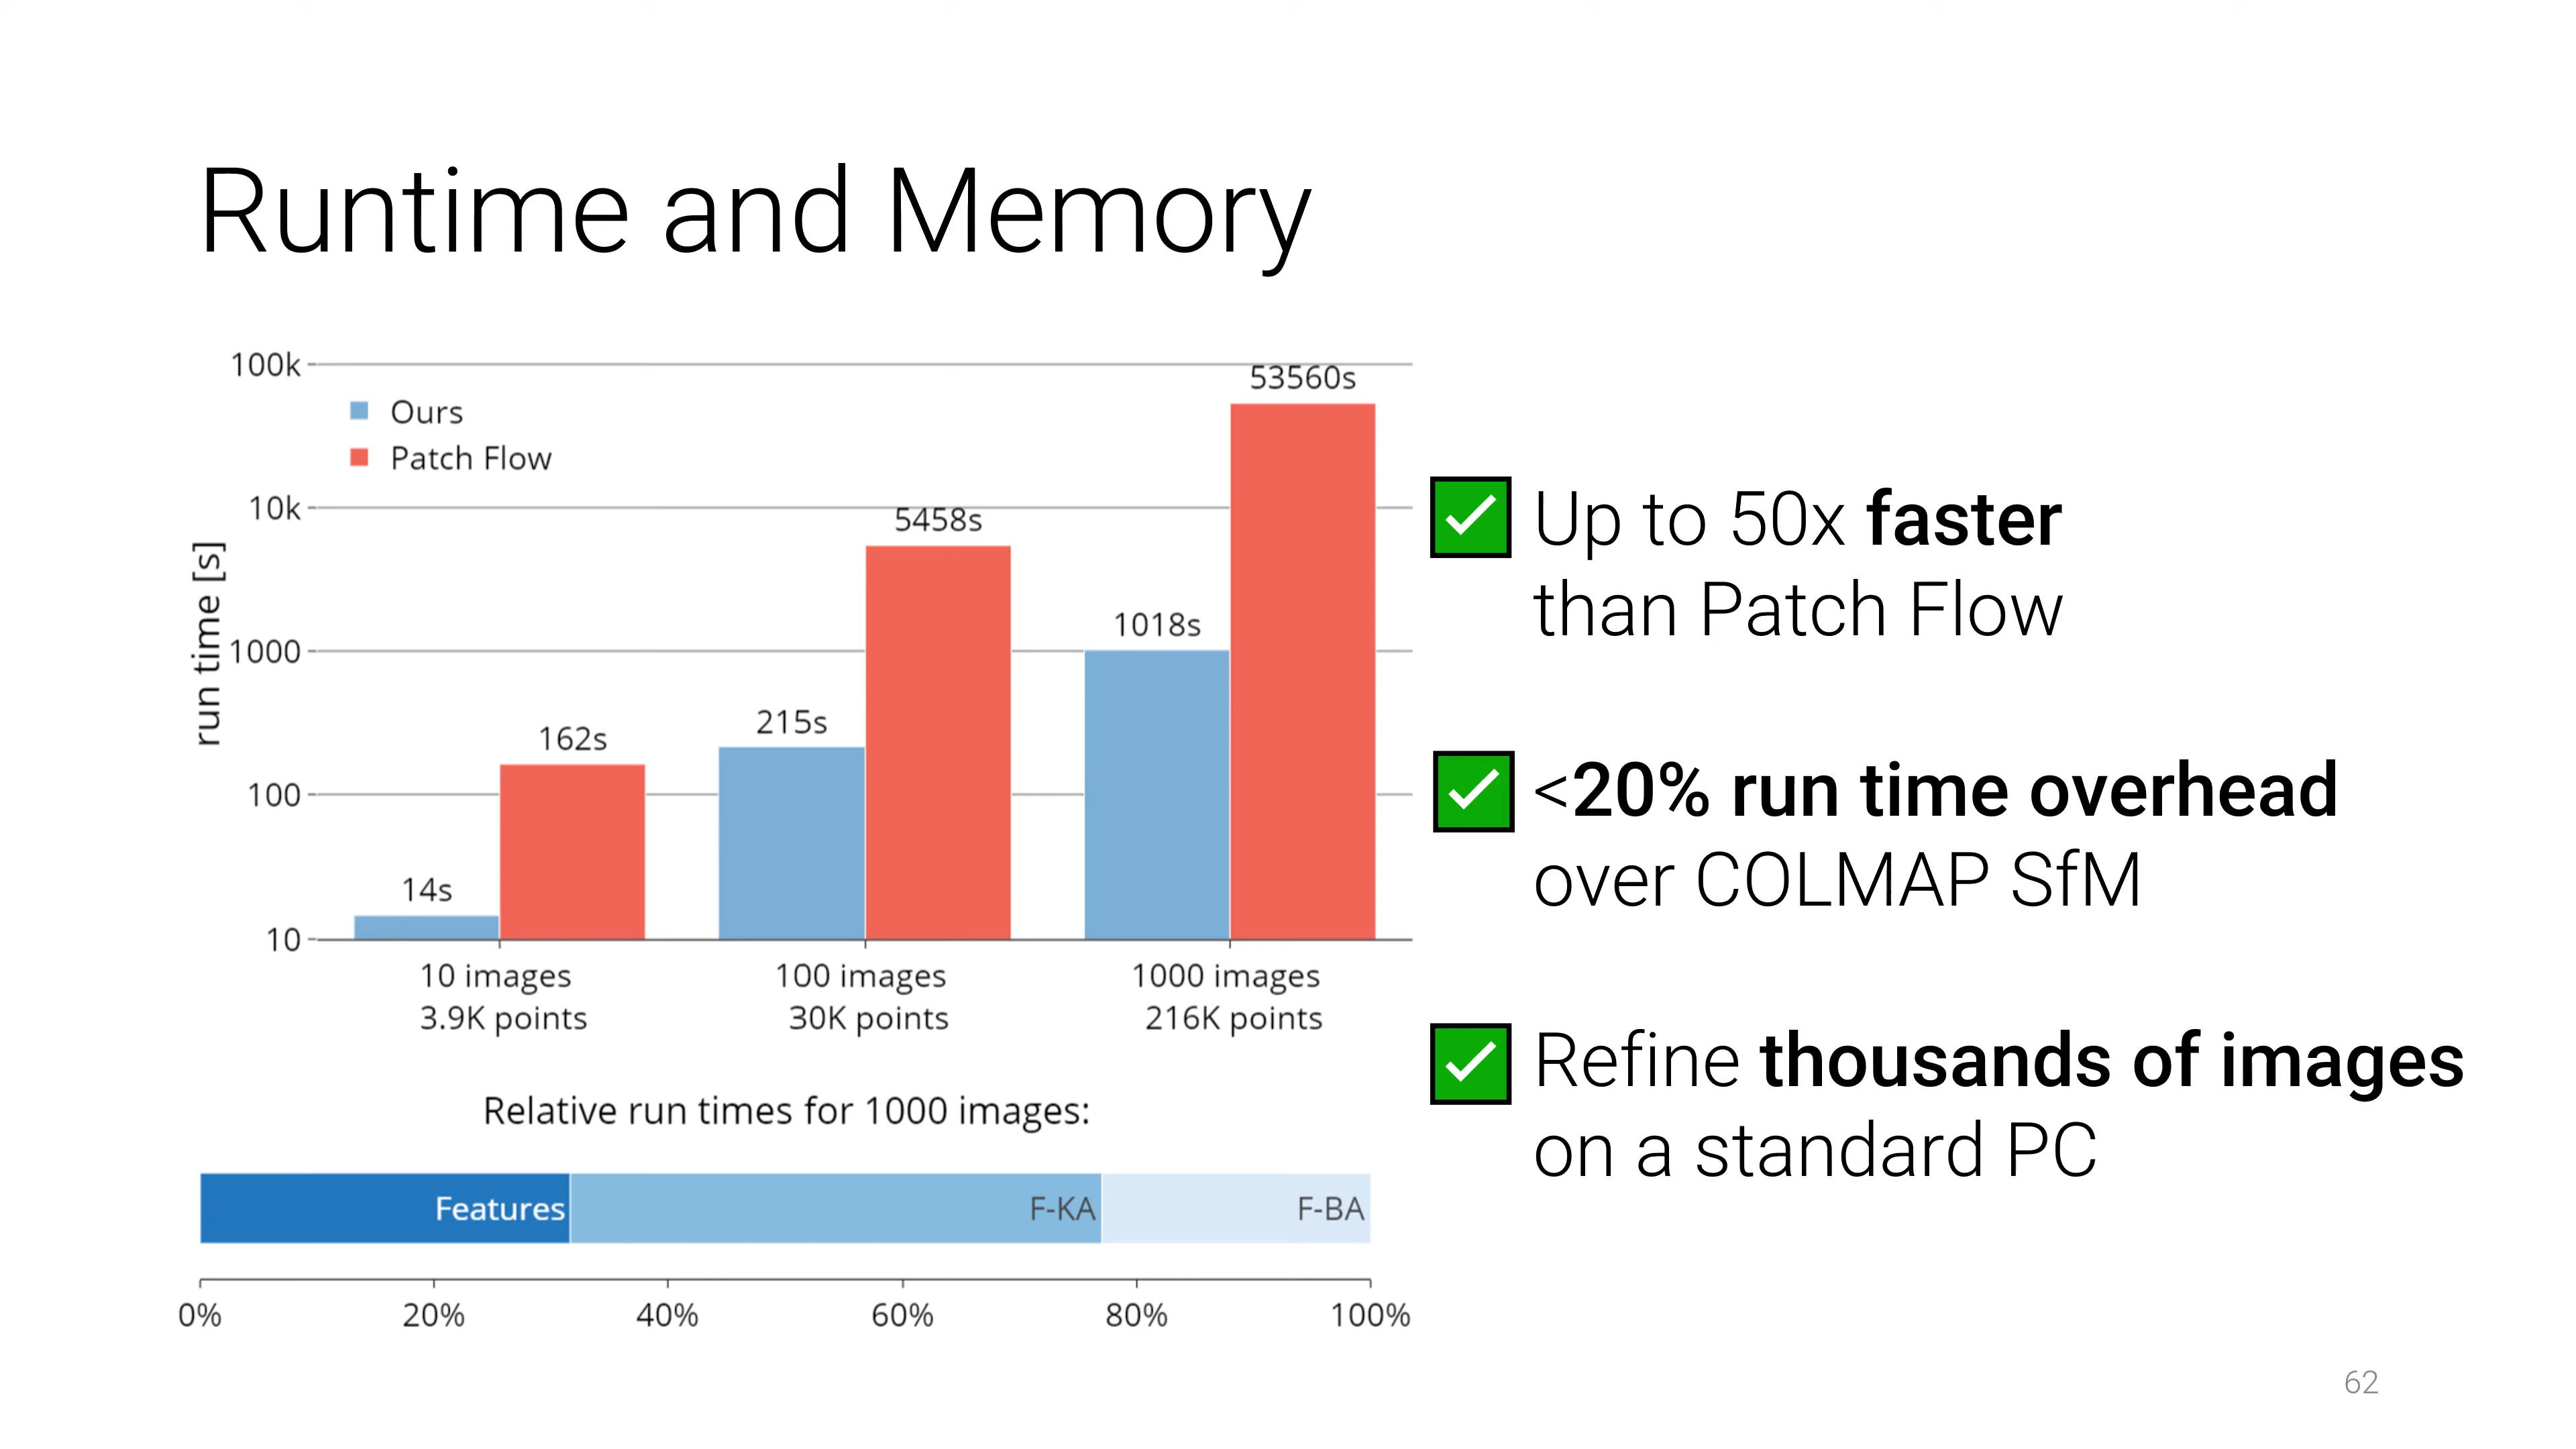 Runtime and Memory
100k
10k
1000
100
10
run time [s]
Ours
Patch Flow
14s
162s
215s
5458s
1018s
53560s
10 images
3.9K points
100 images
30K points
1000 images
216K points
Relative run times for 1000 images:
Features
F-KA
F-BA
0%
20%
40%
60%
80%
100%
Up to 50x faster
than Patch Flow
<20% run time overhead
over COLMAP SfM
Refine thousands of images
on a standard PC
62